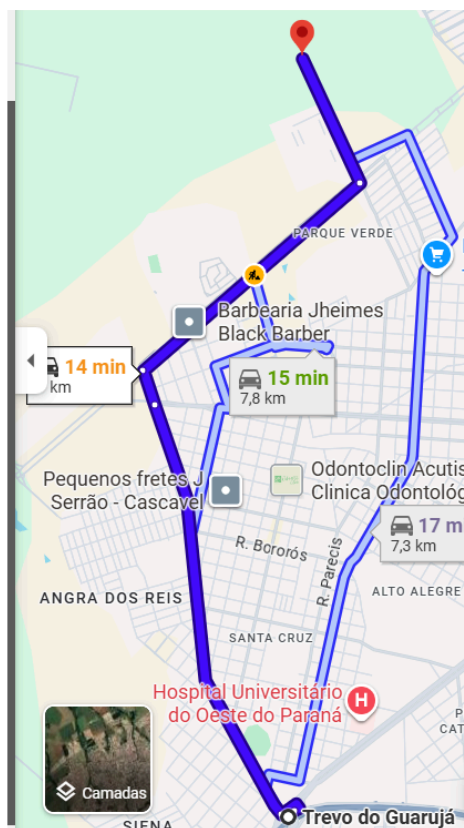 PARQUE VERDE
Barbearia Jheimes
Black Barber
14 min
km
15 min
7,8 km
Pequenos fretes J
Serrão - Cascavel
Odontoclin Acutis
Clinica Odontológ
17 m
7,3 km
R. Bororós
R. Parecis
ALTO ALEGRE
ANGRA DOS REIS
SANTA CRUZ
Hospital Universitário
do Oeste do Paraná
H
P
CAT
Camadas
Trevo do Guarujá
SIENA